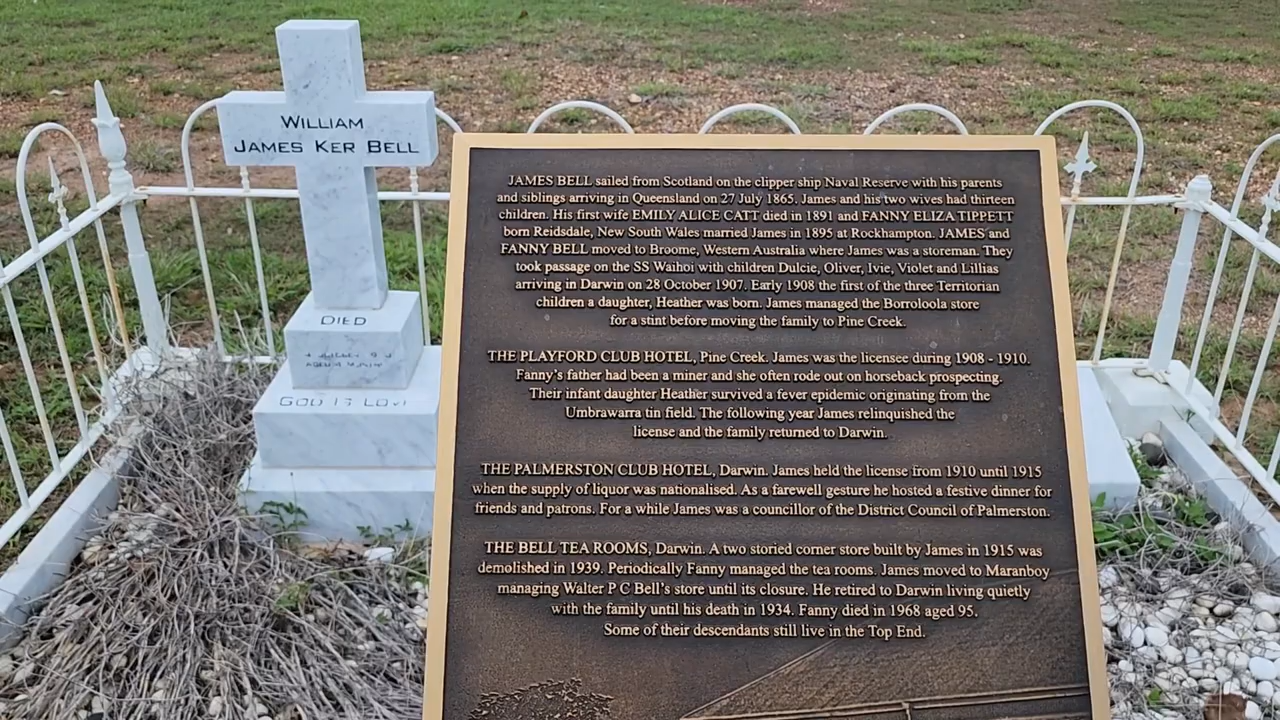 WILLIAM
JAMES KER BELL
DIED
GOD IS LOVE
JAMES BELL sailed from Scotland on the clipper ship Naval Reserve with his parents
and siblings arriving in Queensland on 27 July 1865. James and his two wives had thirteen
children. His first wife EMILY ALICE CATT died in 1891 and FANNY ELIZA TIPPETT
born Reidsdale, New South Wales married James in 1895 at Rockhampton. JAMES and
FANNY BELL moved to Broome, Western Australia where James was a storeman. They
took passage on the SS Waihoi with children Dulcie, Oliver, Ivie, Violet and Lillias
arriving in Darwin on 28 October 1907. Early 1908 the first of the three Territorian
children a daughter, Heather was born. James managed the Borroloola store
for a stint before moving the family to Pine Creek.
THE PLAYFORD CLUB HOTEL, Pine Creek. James was the licensee during 1908 - 1910.
Fanny's father had been a miner and she often rode out on horseback prospecting.
Their infant daughter Heather survived a fever epidemic originating from the
Umbrawarra tin field. The following year James relinquished the
license and the family returned to Darwin.
THE PALMERSTON CLUB HOTEL, Darwin. James held the license from 1910 until 1915
when the supply of liquor was nationalised. As a farewell gesture he hosted a festive dinner for
friends and patrons. For a while James was a councillor of the District Council of Palmerston.
THE BELL TEA ROOMS, Darwin. A two storied corner store built by James in 1915 was
demolished in 1939. Periodically Fanny managed the tea rooms. James moved to Maranboy
managing Walter P C Bell's store until its closure. He retired to Darwin living quietly
with the family until his death in 1934. Fanny died in 1968 aged 95.
Some of their descendants still live in the Top End.